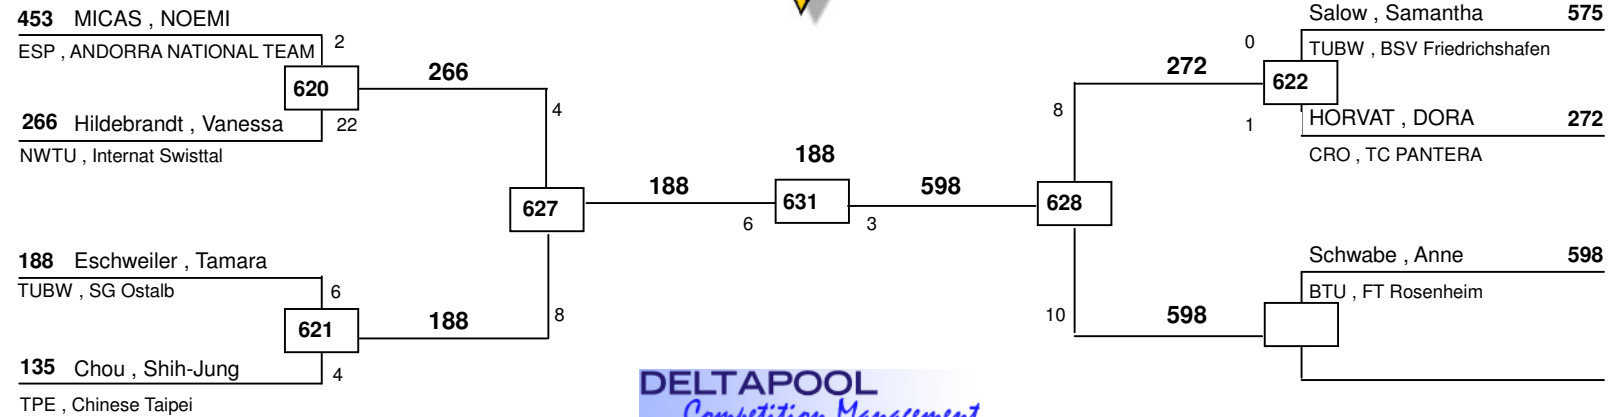 453 MICAS , NOEMI
2
ESP , ANDORRA NATIONAL TEAM
620
266
266 Hildebrandt , Vanessa
22
NWTU , Internat Swisttal
4
627
188
188 Eschweiler , Tamara
6
TUBW , SG Ostalb
621
188
8
135 Chou , Shih-Jung
4
TPE , Chinese Taipei
188
631
6
3
598
Salow , Samantha 575
0
TUBW , BSV Friedrichshafen
272
622
8
1
HORVAT , DORA 272
CRO , TC PANTERA
628
Schwabe , Anne 598
BTU , FT Rosenheim
10
598
DELTAPOOL
Competition Management